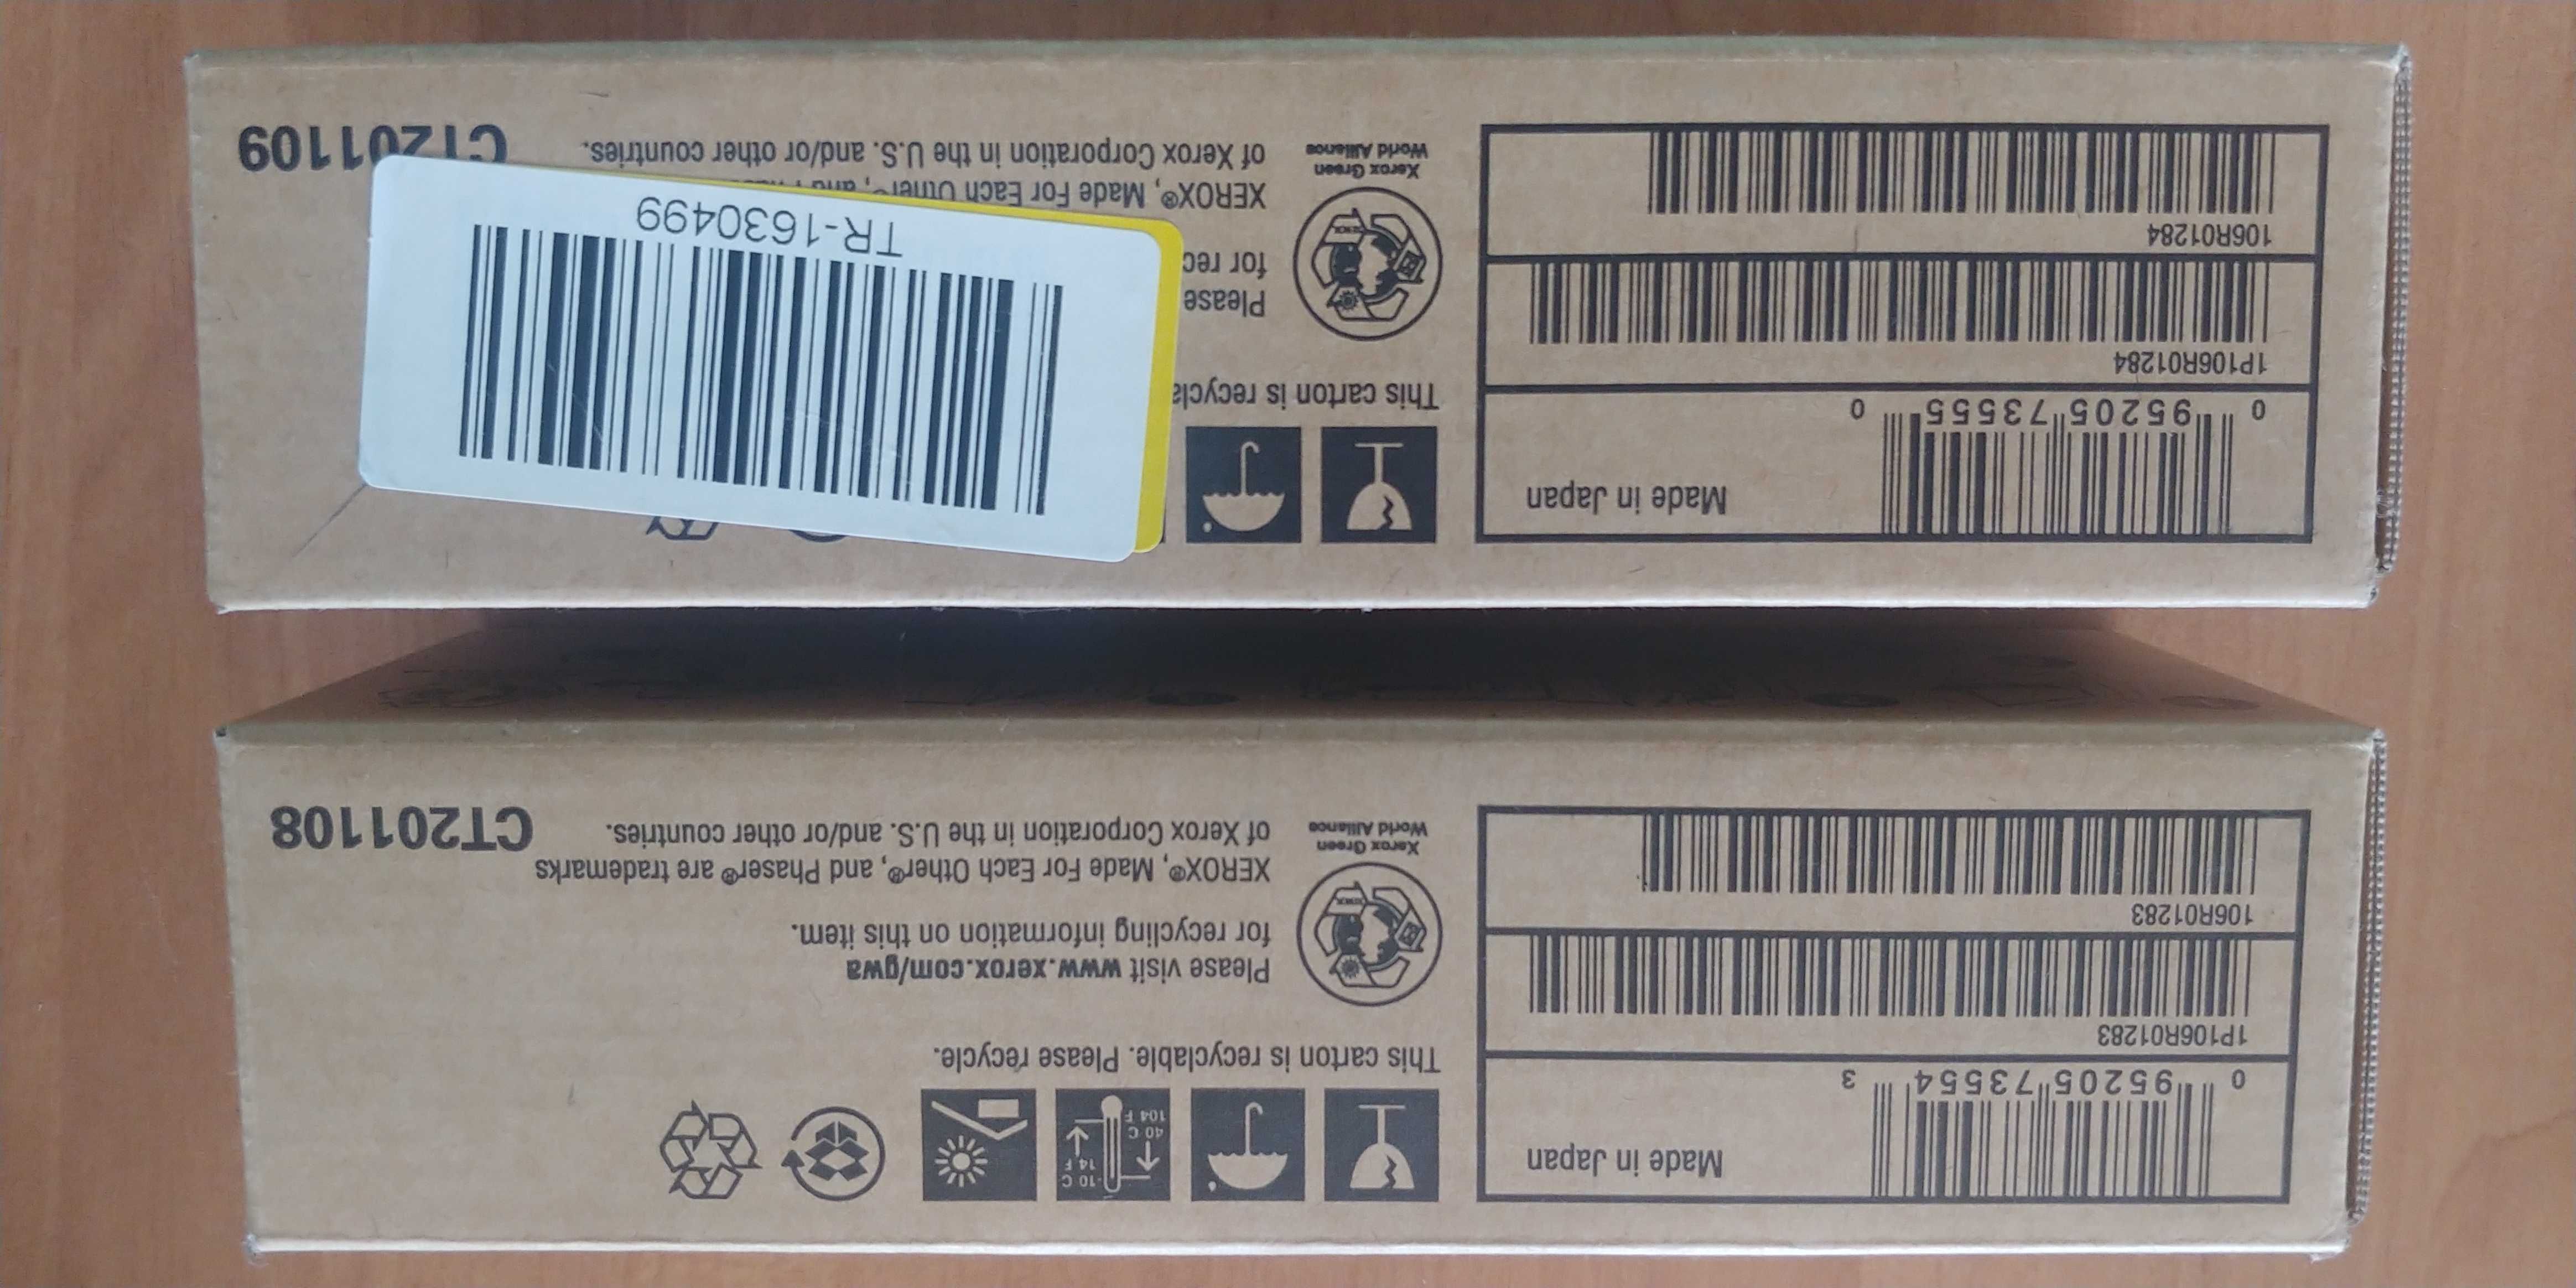 Made in Japan
0 95205 73554 3
1P106R01283
106R01283
-10 C
14 F
40 C
104 F
This carton is recyclable. Please recycle.
Please visit www.xerox.com/gwa
for recycling information on this item.
XEROX®, Made For Each Other®, and Phaser® are trademarks
of Xerox Corporation in the U.S. and/or other countries.
Xerox Green
World Alliance
CT201108
Made in Japan
0 95205 73555 0
1P106R01284
106R01284
This carton is
Please
for
XEROX®, Made For Each Other®, and
of Xerox Corporation in the U.S. and/or other countries.
Xerox Green
World Alliance
TR-1630499
CT201109